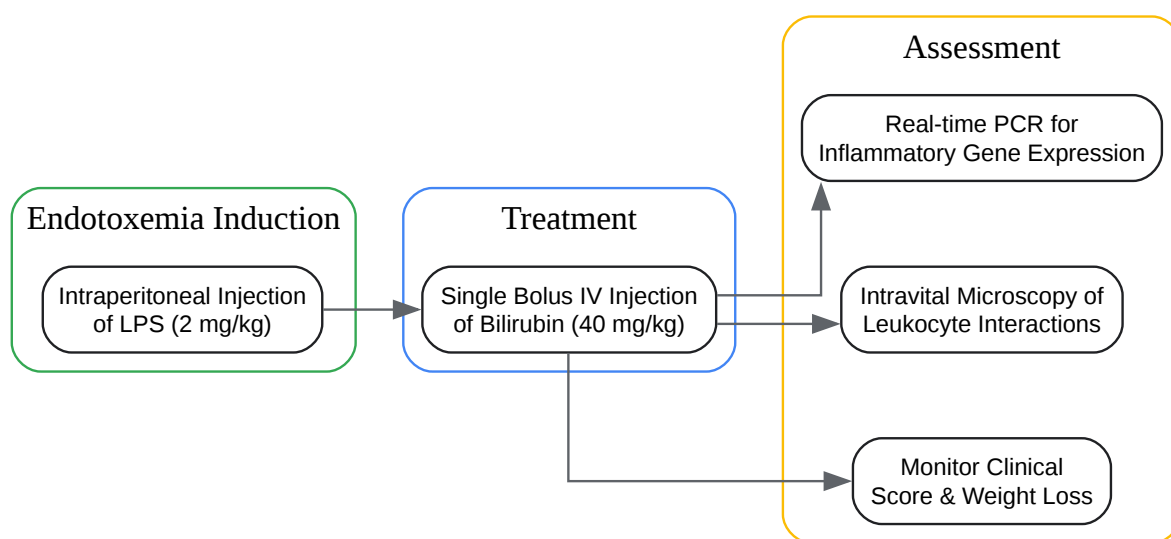 Endotoxemia Induction
Intraperitoneal Injection
of LPS (2 mg/kg)
Treatment
Single Bolus IV Injection
of Bilirubin (40 mg/kg)
Assessment
Real-time PCR for
Inflammatory Gene Expression
Intravital Microscopy of
Leukocyte Interactions
Monitor Clinical
Score & Weight Loss